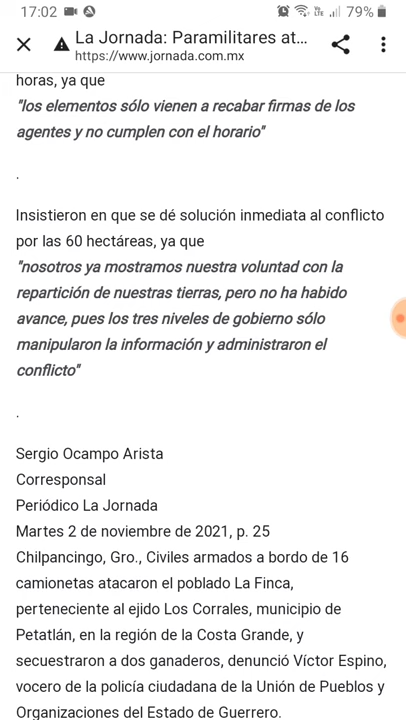 17:02
79%
La Jornada: Paramilitares at...
https://www.jornada.com.mx
horas, ya que
"los elementos sólo vienen a recabar firmas de los
agentes y no cumplen con el horario"
.
Insistieron en que se dé solución inmediata al conflicto
por las 60 hectáreas, ya que
"nosotros ya mostramos nuestra voluntad con la
repartición de nuestras tierras, pero no ha habido
avance, pues los tres niveles de gobierno sólo
manipularon la información y administraron el
conflicto"
.
Sergio Ocampo Arista
Corresponsal
Periódico La Jornada
Martes 2 de noviembre de 2021, p. 25
Chilpancingo, Gro., Civiles armados a bordo de 16
camionetas atacaron el poblado La Finca,
perteneciente al ejido Los Corrales, municipio de
Petatlán, en la región de la Costa Grande, y
secuestraron a dos ganaderos, denunció Víctor Espino,
vocero de la policía ciudadana de la Unión de Pueblos y
Organizaciones del Estado de Guerrero.